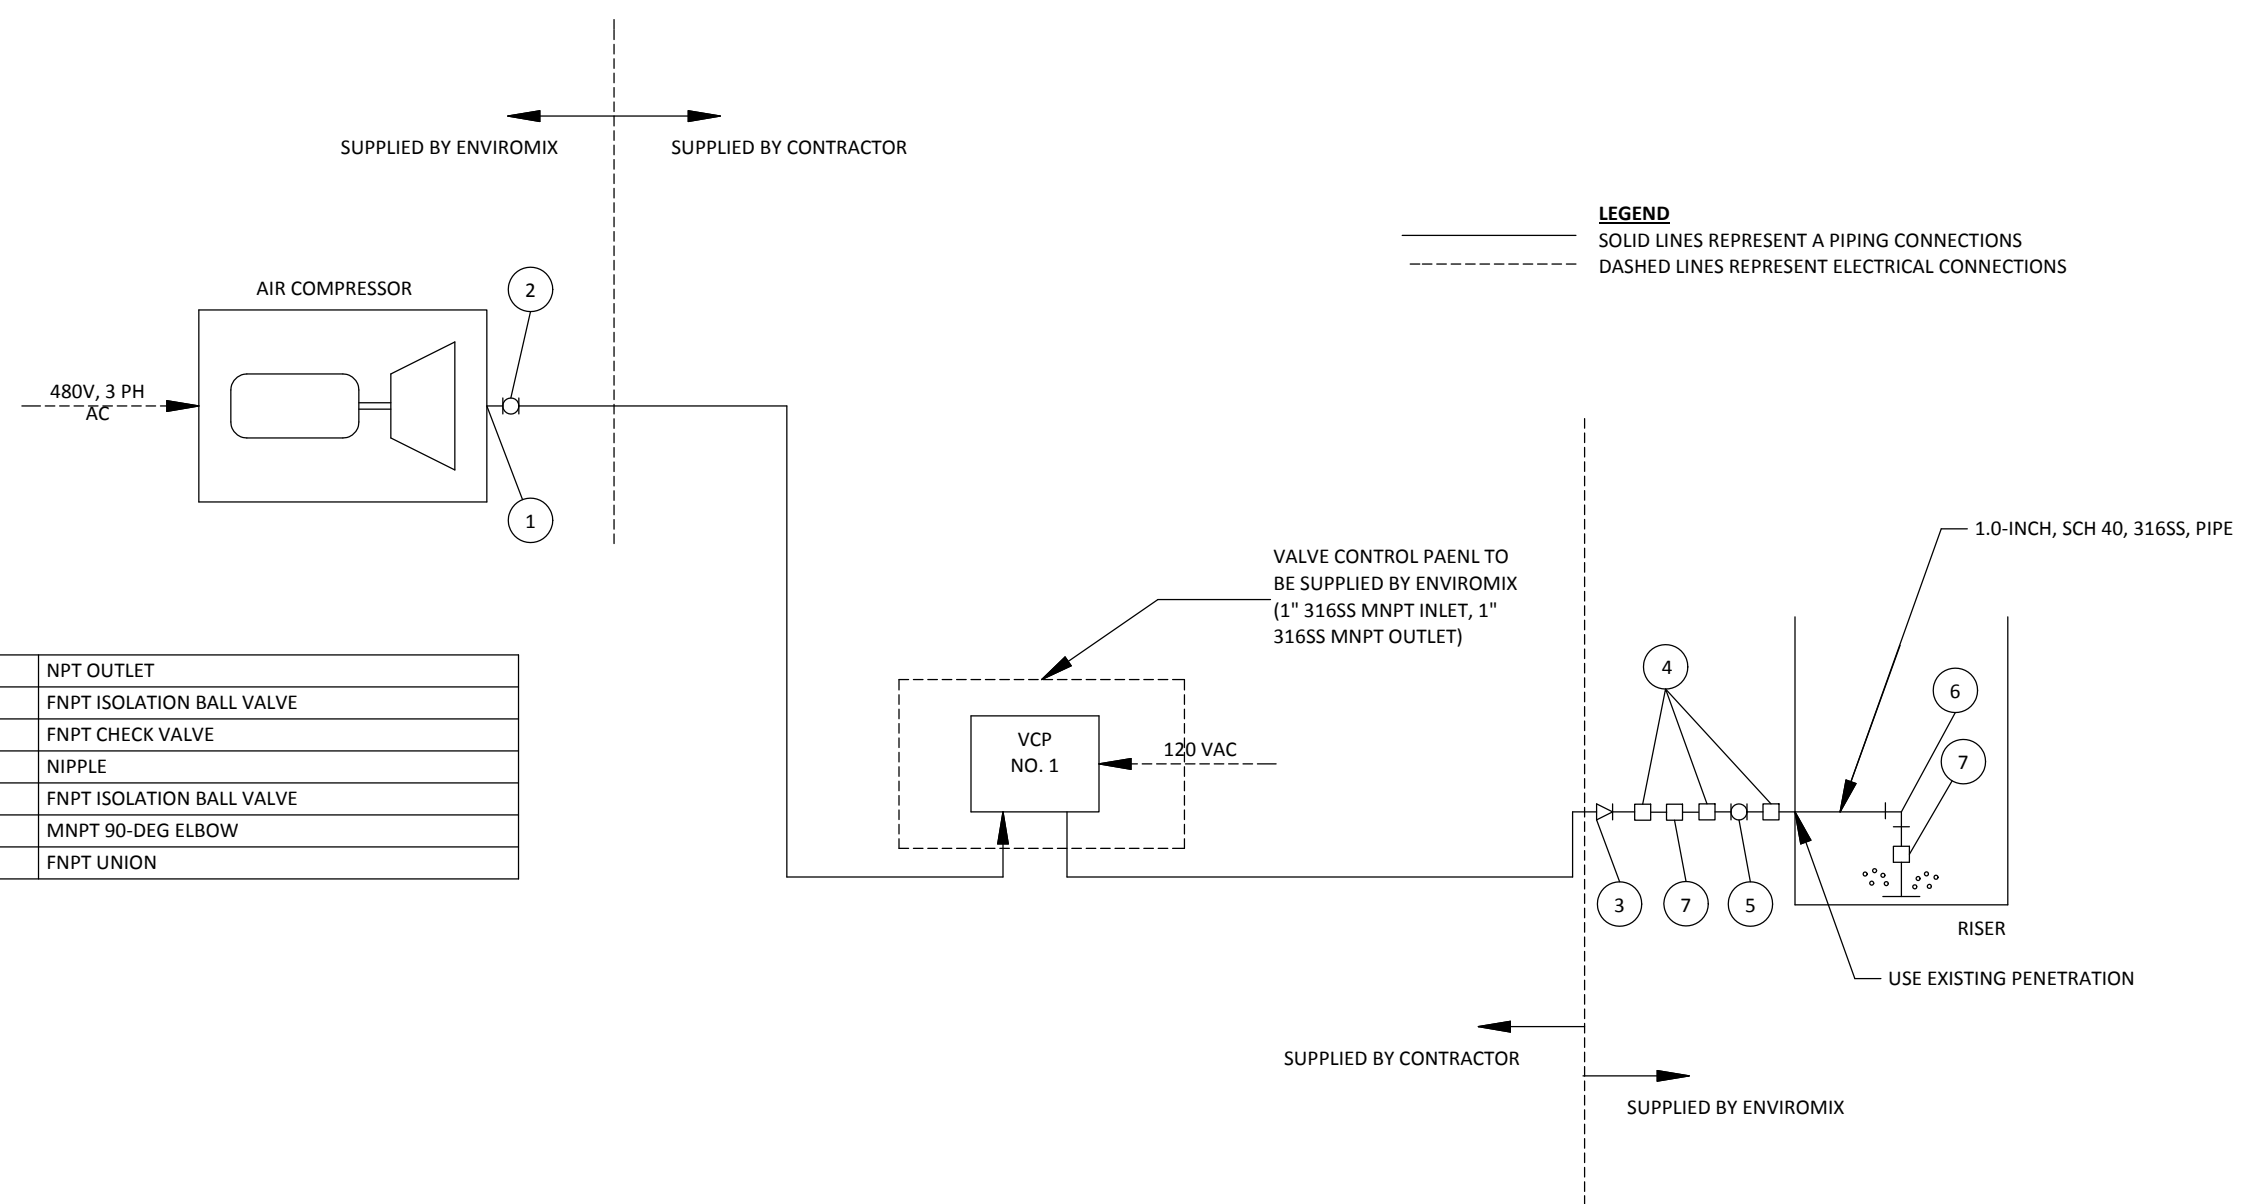 SUPPLIED BY ENVIROMIX
SUPPLIED BY CONTRACTOR
LEGEND
SOLID LINES REPRESENT A PIPING CONNECTIONS
DASHED LINES REPRESENT ELECTRICAL CONNECTIONS
AIR COMPRESSOR
2
480V, 3 PH
AC
1
1.0-INCH, SCH 40, 316SS, PIPE
VALVE CONTROL PAENL TO
BE SUPPLIED BY ENVIROMIX
(1" 316SS MNPT INLET, 1"
316SS MNPT OUTLET)
NPT OUTLET
FNPT ISOLATION BALL VALVE
FNPT CHECK VALVE
NIPPLE
FNPT ISOLATION BALL VALVE
MNPT 90-DEG ELBOW
FNPT UNION
VCP
NO. 1
120 VAC
4
6
7
3
7
5
RISER
USE EXISTING PENETRATION
SUPPLIED BY CONTRACTOR
SUPPLIED BY ENVIROMIX